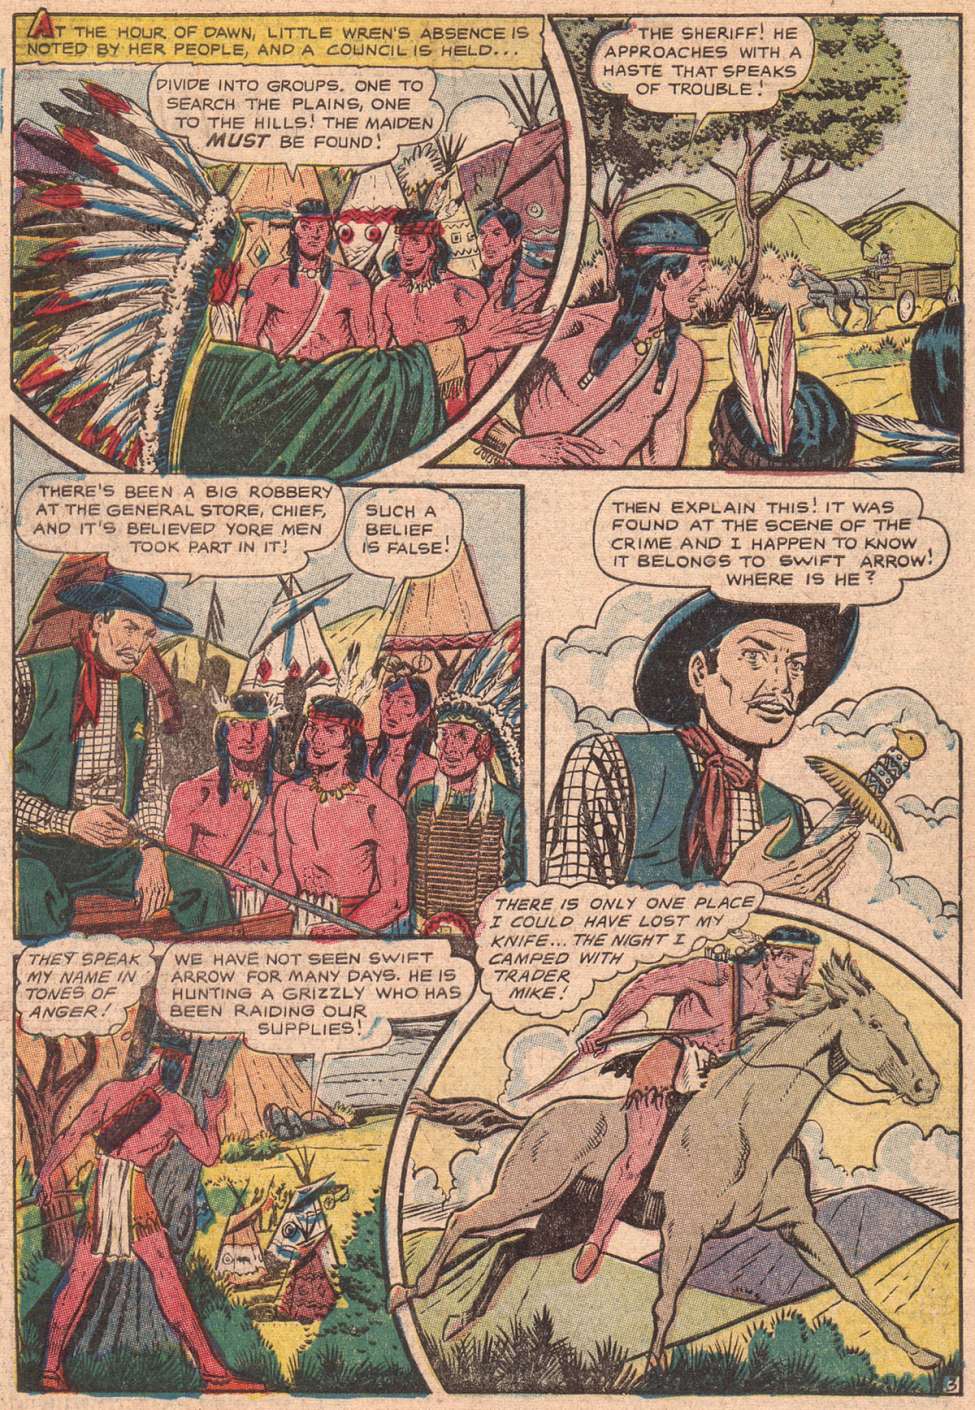 AT THE HOUR OF DAWN, LITTLE WREN'S ABSENCE IS
NOTED BY HER PEOPLE, AND A COUNCIL IS HELD...
DIVIDE INTO GROUPS. ONE TO
SEARCH THE PLAINS, ONE
TO THE HILLS! THE MAIDEN
MUST BE FOUND!
THE SHERIFF! HE
APPROACHES WITH A
HASTE THAT SPEAKS
OF TROUBLE!
THERE'S BEEN A BIG ROBBERY
AT THE GENERAL STORE, CHIEF,
AND IT'S BELIEVED YORE MEN
TOOK PART IN IT!
SUCH A
BELIEF
IS FALSE!
THEN EXPLAIN THIS! IT WAS
FOUND AT THE SCENE OF THE
CRIME AND I HAPPEN TO KNOW
IT BELONGS TO SWIFT ARROW!
WHERE IS HE?
THEY SPEAK
MY NAME IN
TONES OF
ANGER!
WE HAVE NOT SEEN SWIFT
ARROW FOR MANY DAYS. HE IS
HUNTING A GRIZZLY WHO HAS
BEEN RAIDING OUR
SUPPLIES!
THERE IS ONLY ONE PLACE
I COULD HAVE LOST MY
KNIFE... THE NIGHT I
CAMPED WITH
TRADER
MIKE!
3